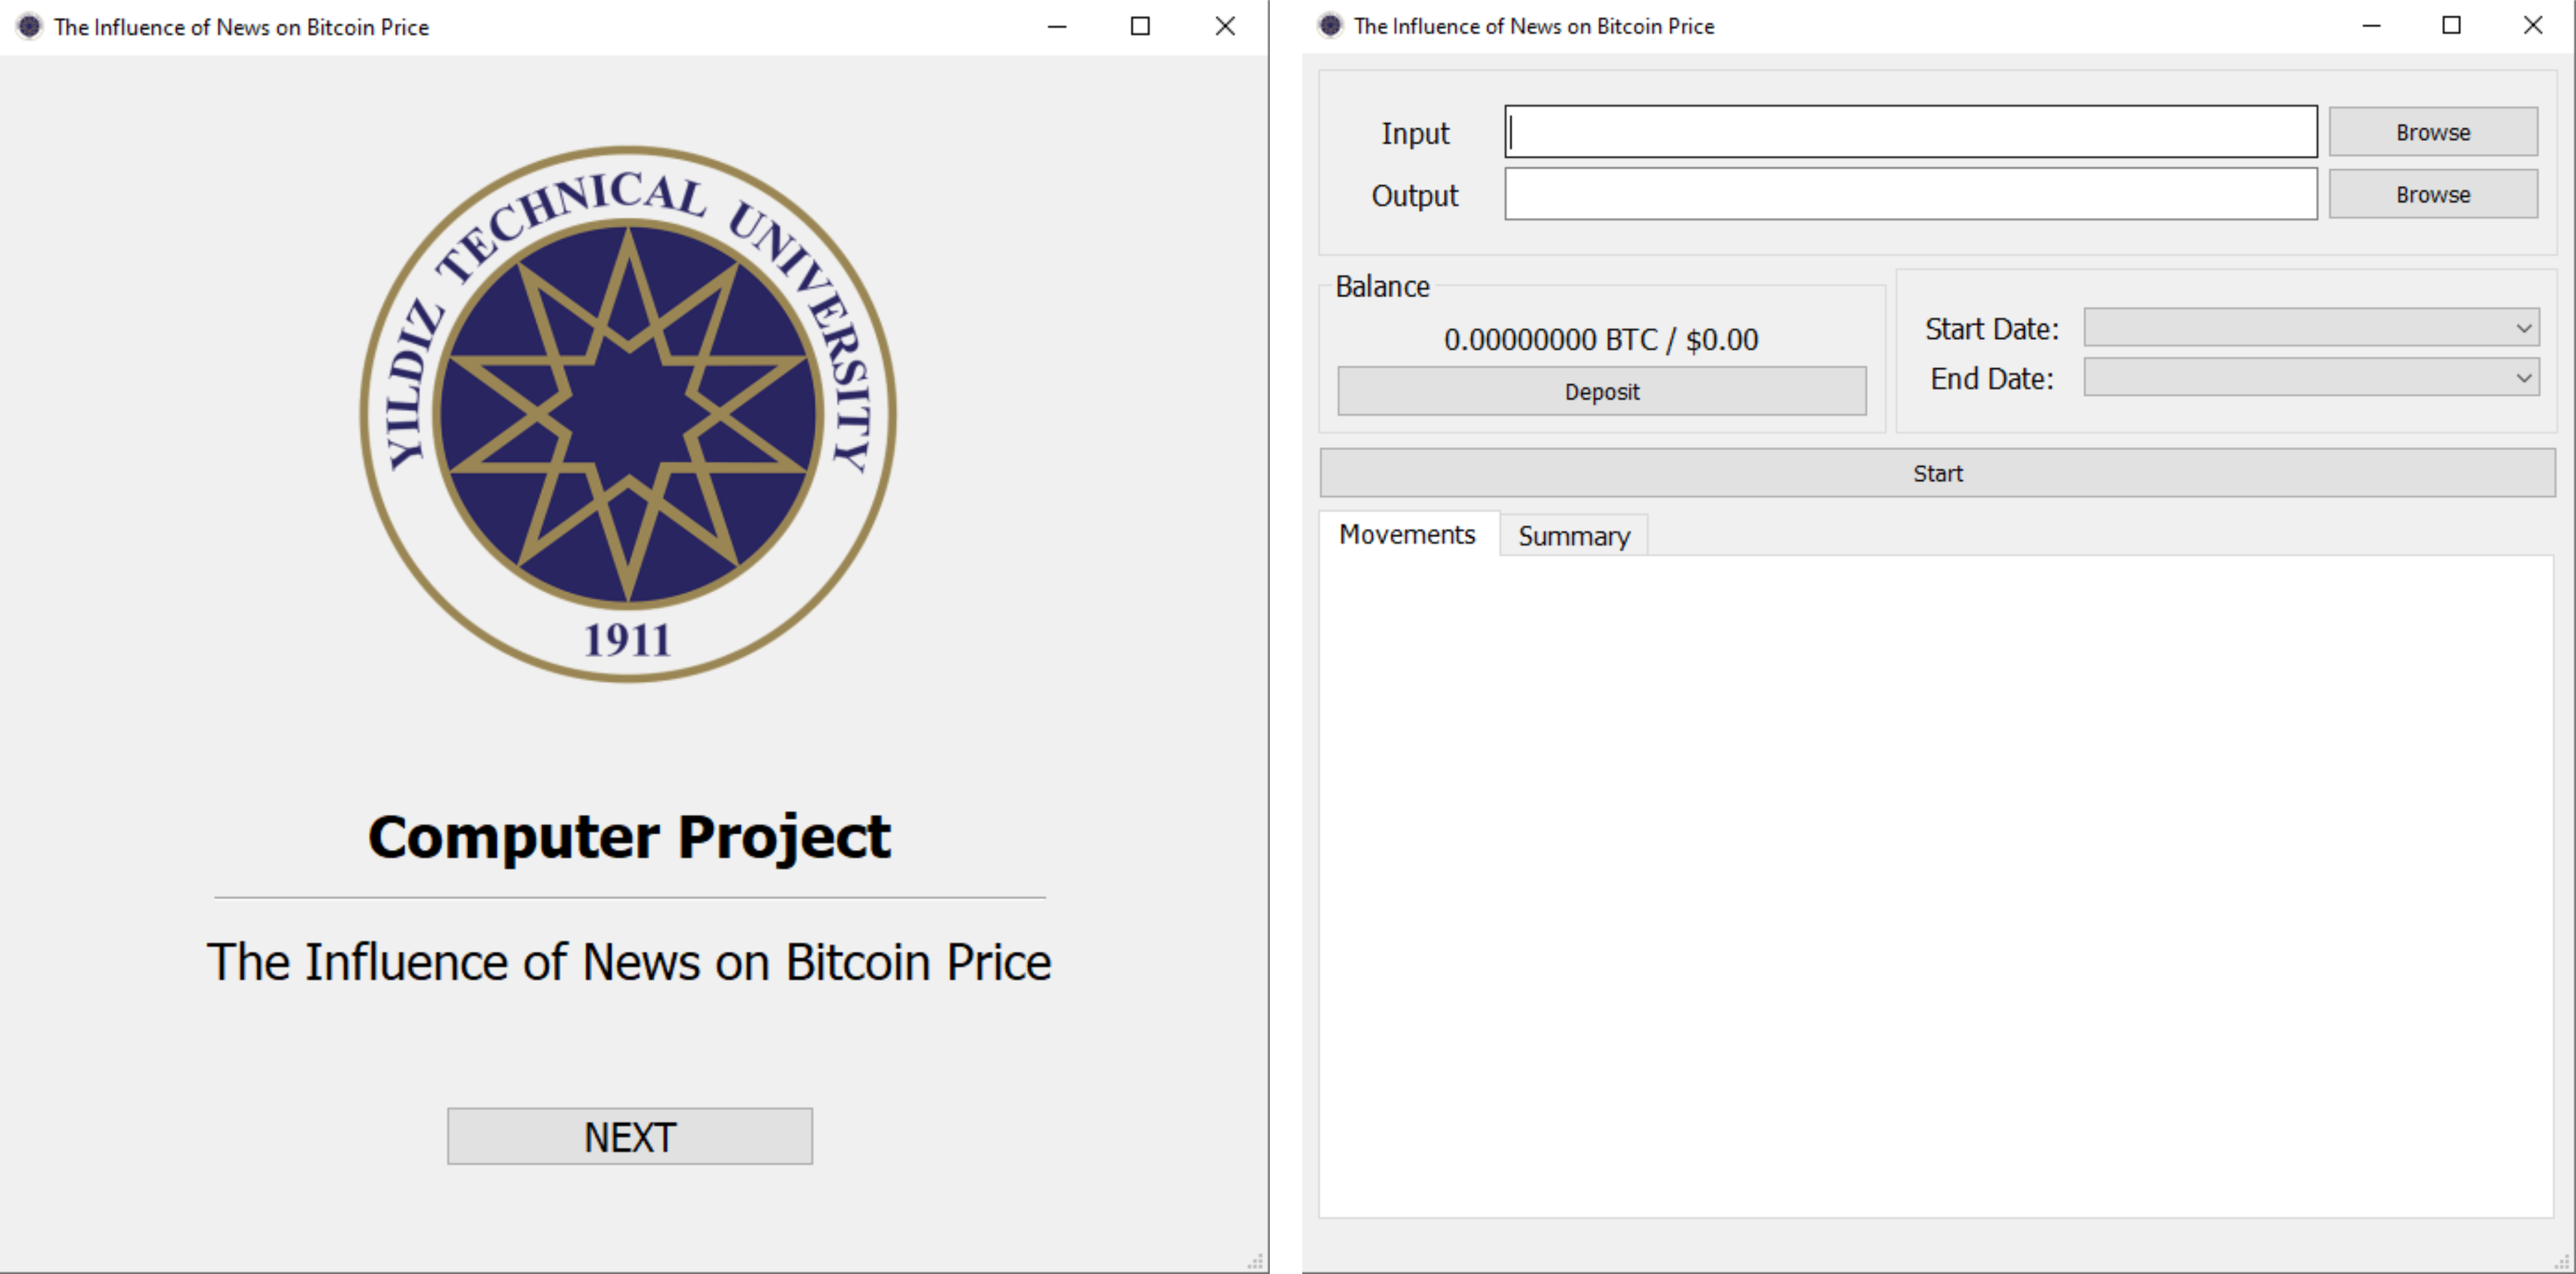 The Influence of News on Bitcoin Price
YILDIZ TECHNICAL UNIVERSITY
1911
Computer Project
The Influence of News on Bitcoin Price
NEXT
The Influence of News on Bitcoin Price
Input
Browse
Output
Browse
Balance
0.00000000 BTC / $0.00
Deposit
Start Date:
End Date:
Start
Movements
Summary